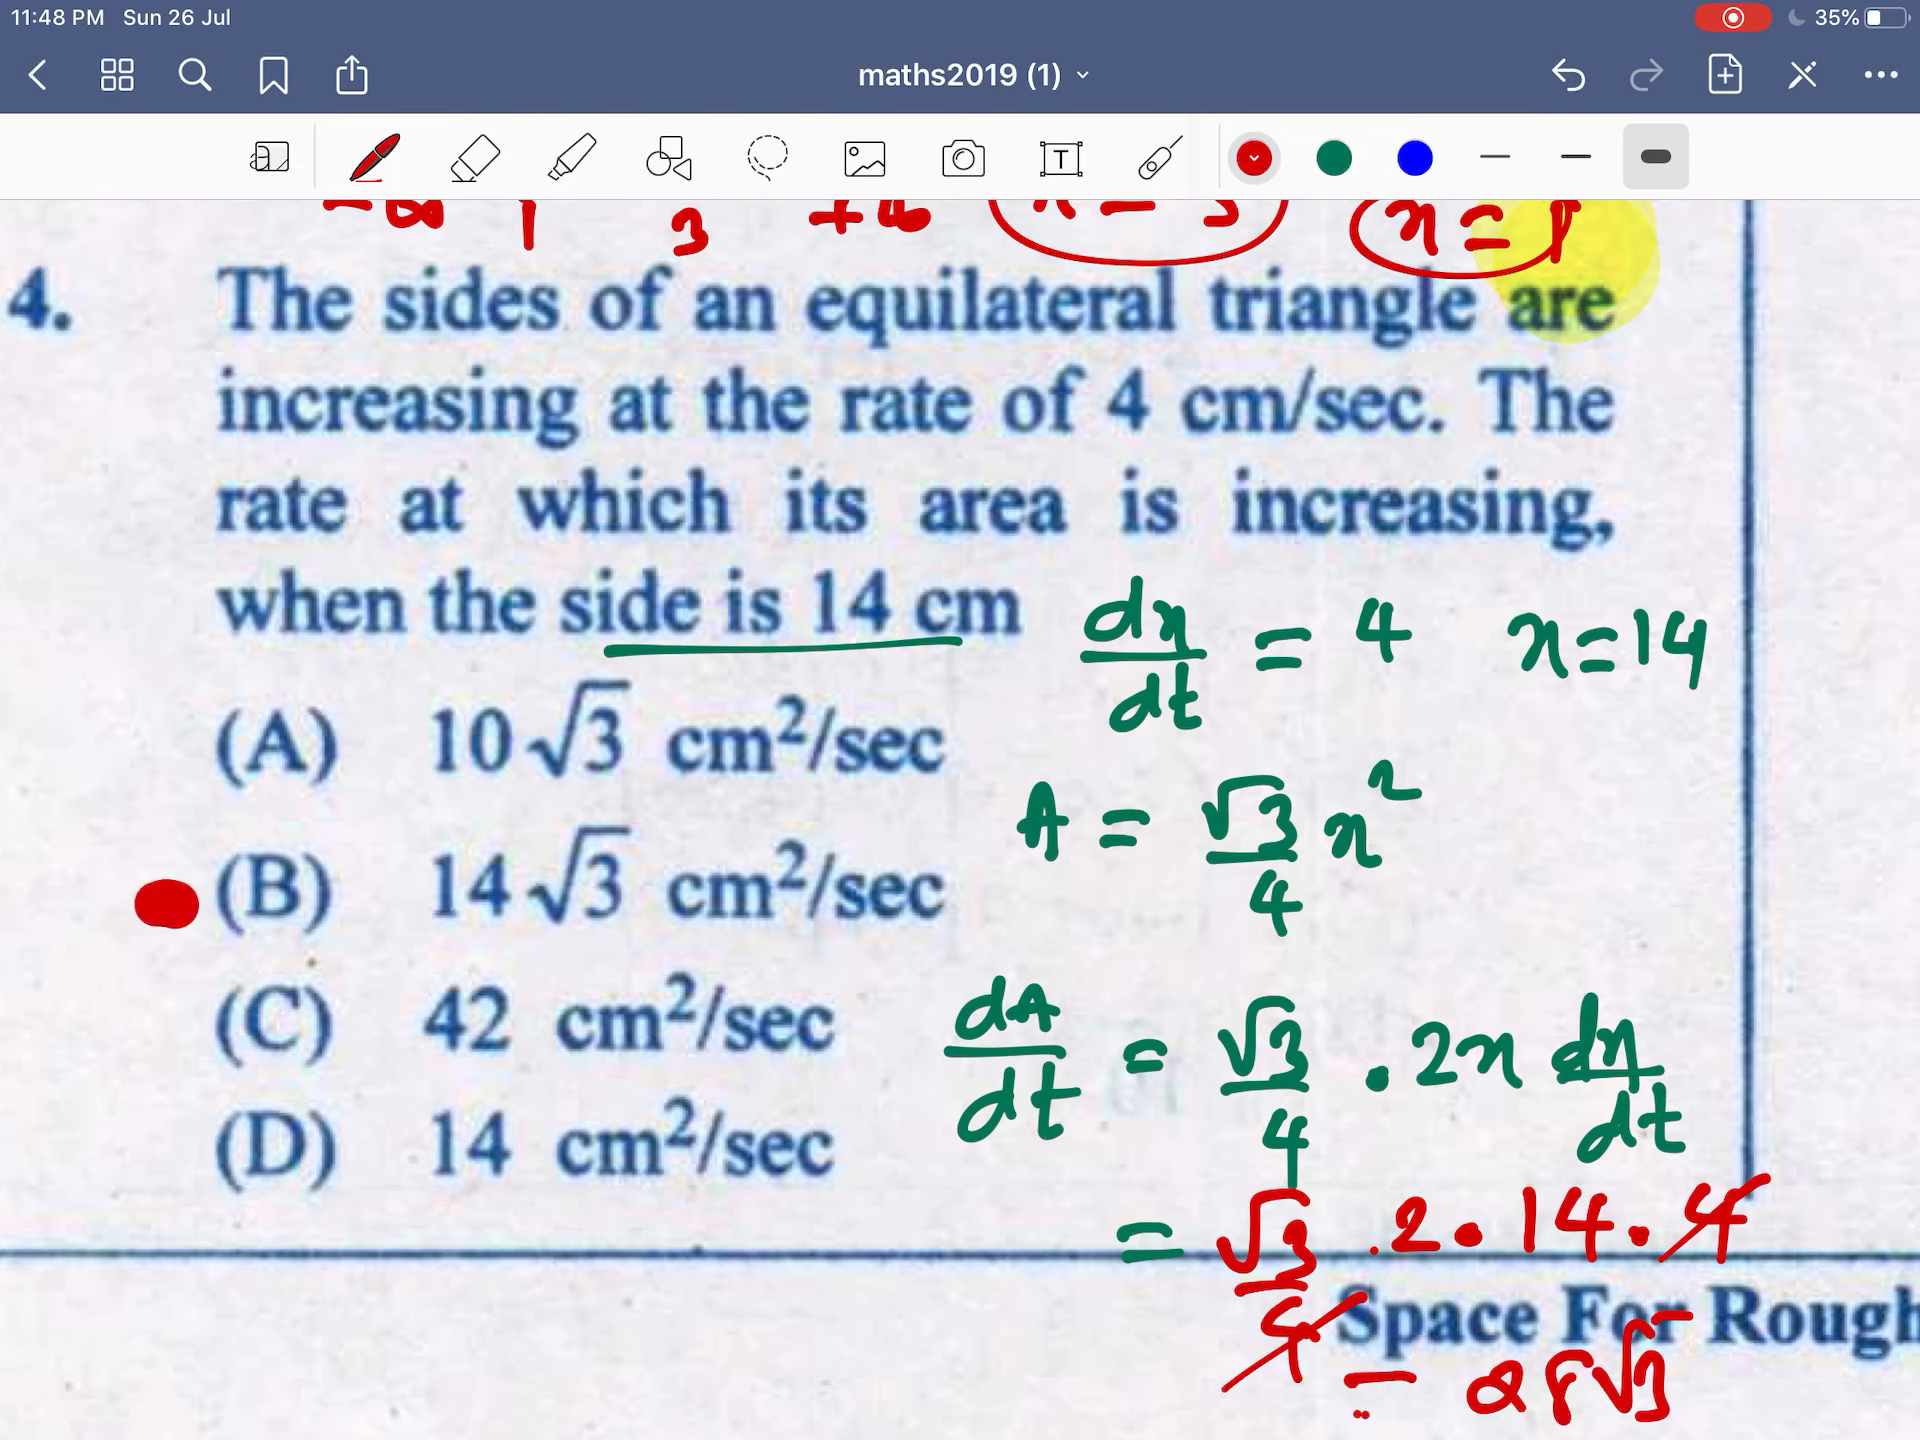 11:48 PM Sun 26 Jul
35%
maths2019 (1)
3
x=1
4. The sides of an equilateral triangle are
increasing at the rate of 4 cm/sec. The
rate at which its area is increasing,
when the side is 14 cm
dx/dt = 4 x=14
(A) 10√3 cm²/sec
A = √3/4 x²
(B) 14√3 cm²/sec
(C) 42 cm²/sec
dA/dt = √3/4 . 2x dx/dt
(D) 14 cm²/sec
= √3/4 . 2 . 14 . 4
Space For Rough
= 28√3